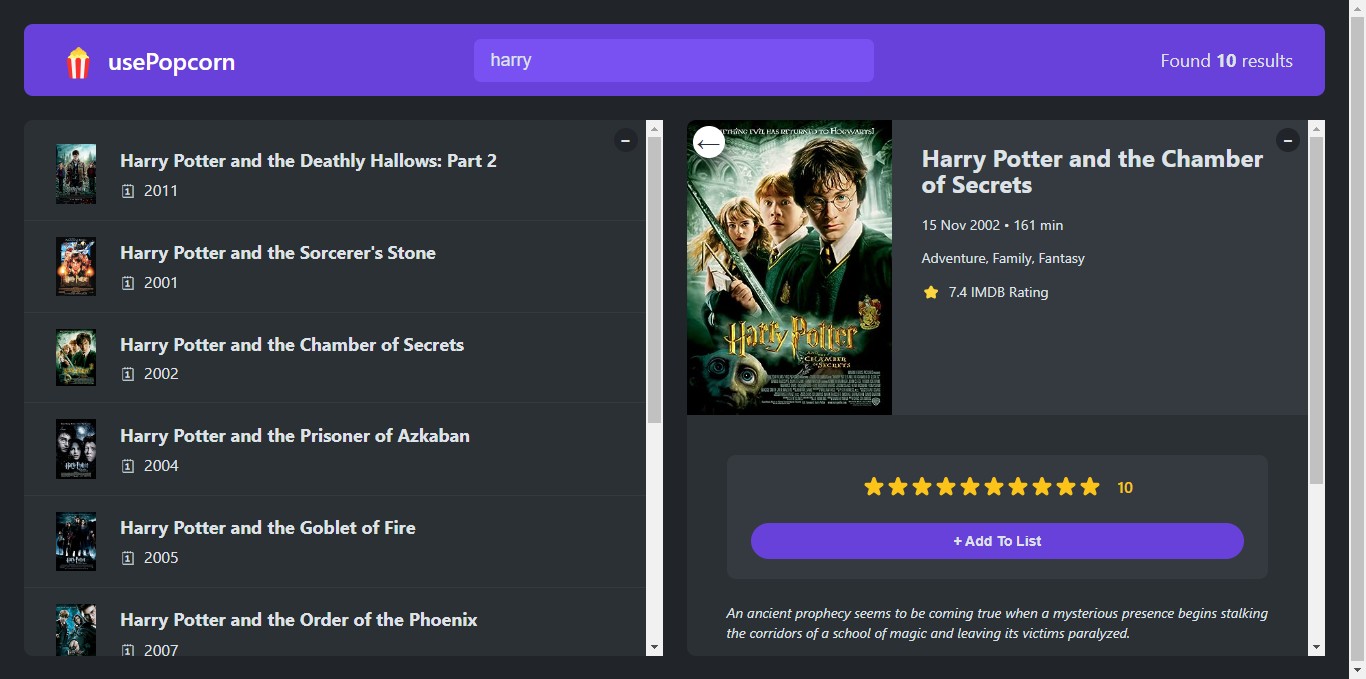 usePopcorn
harry
Found 10 results
Harry Potter and the Deathly Hallows: Part 2
2011
Harry Potter and the Sorcerer's Stone
2001
Harry Potter and the Chamber of Secrets
2002
Harry Potter and the Prisoner of Azkaban
2004
Harry Potter and the Goblet of Fire
2005
Harry Potter and the Order of the Phoenix
2007
EVIL HAS RETURNED TO HOGWARTS!
Harry Potter
AND THE
CHAMBER
OF SECRETS
Harry Potter and the Chamber
of Secrets
15 Nov 2002 • 161 min
Adventure, Family, Fantasy
7.4 IMDB Rating
10
+ Add To List
An ancient prophecy seems to be coming true when a mysterious presence begins stalking
the corridors of a school of magic and leaving its victims paralyzed.